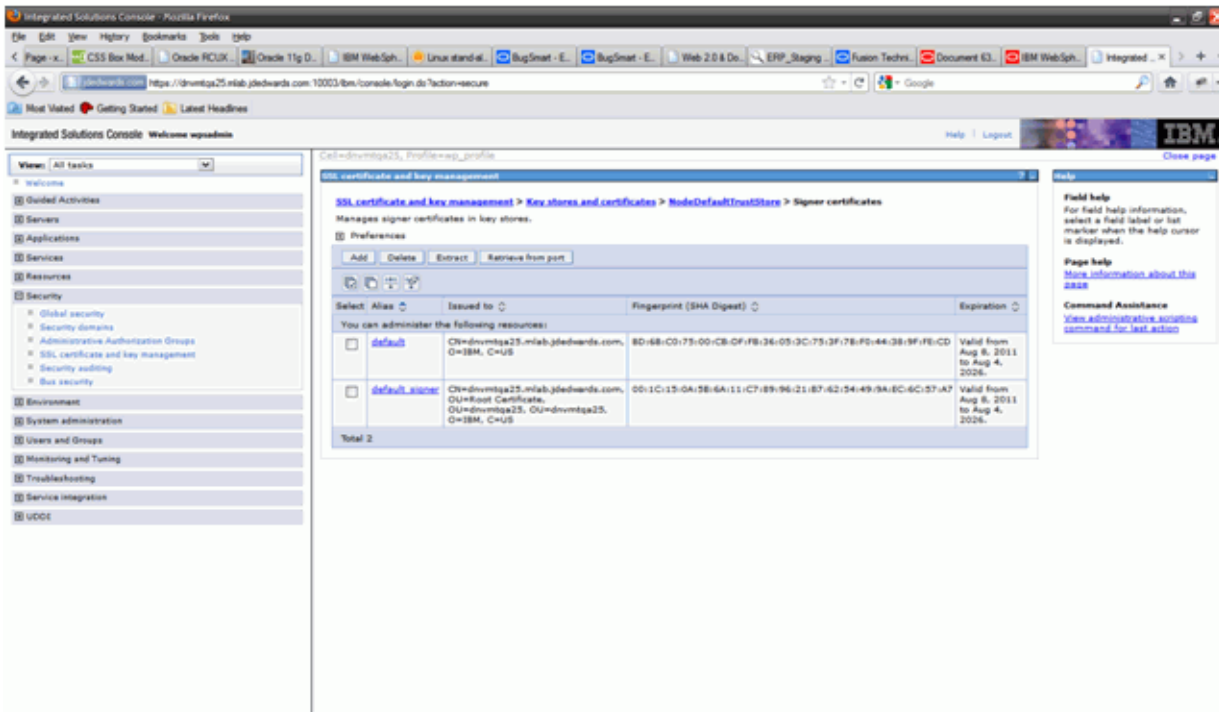 Integrated Solutions Console - Mozilla Firefox
File Edit View History Bookmarks Tools Help
Page - x... CSS Box Mod... Oracle RCUX... Oracle 11g D... IBM WebSph... Linux stand-al... BugSmart - E... BugSmart - E... Web 2.0 & Do... ERP_Staging ... Fusion Techni... Document 63... IBM WebSph... Integrated ...
jdedwards.com https://dnvmtqa25.mlab.jdedwards.com:10003/ibm/console/login.do?action=secure
Google
Most Visited Getting Started Latest Headlines
Integrated Solutions Console Welcome wpsadmin
Help Logout
IBM
View: All tasks
Cell=dnvmtqa25, Profile=wp_profile
Close page
Welcome
Guided Activities
Servers
Applications
Services
Resources
Security
Global security
Security domains
Administrative Authorization Groups
SSL certificate and key management
Security auditing
Bus security
Environment
System administration
Users and Groups
Monitoring and Tuning
Troubleshooting
Service integration
UDDI
SSL certificate and key management
SSL certificate and key management > Key stores and certificates > NodeDefaultTrustStore > Signer certificates
Manages signer certificates in key stores.
Preferences
Add Delete Extract Retrieve from port
Select Alias Issued to Fingerprint (SHA Digest) Expiration
You can administer the following resources:
default CN=dnvmtqa25.mlab.jdedwards.com, 8D:68:C0:75:00:CB:0F:FB:36:05:3C:75:3F:78:F0:44:38:9F:FE:CD Valid from
O=IBM, C=US Aug 8, 2011
to Aug 4,
2026.
default_signer CN=dnvmtqa25.mlab.jdedwards.com, 00:1C:15:0A:5B:6A:11:C7:89:96:21:87:62:54:49:9A:EC:6C:57:A7 Valid from
OU=Root Certificate, Aug 8, 2011
OU=dnvmtqa25, OU=dnvmtqa25, to Aug 4,
O=IBM, C=US 2026.
Total 2
Help
Field help
For field help information,
select a field label or list
marker when the help cursor
is displayed.
Page help
More information about this
page
Command Assistance
View administrative scripting
command for last action